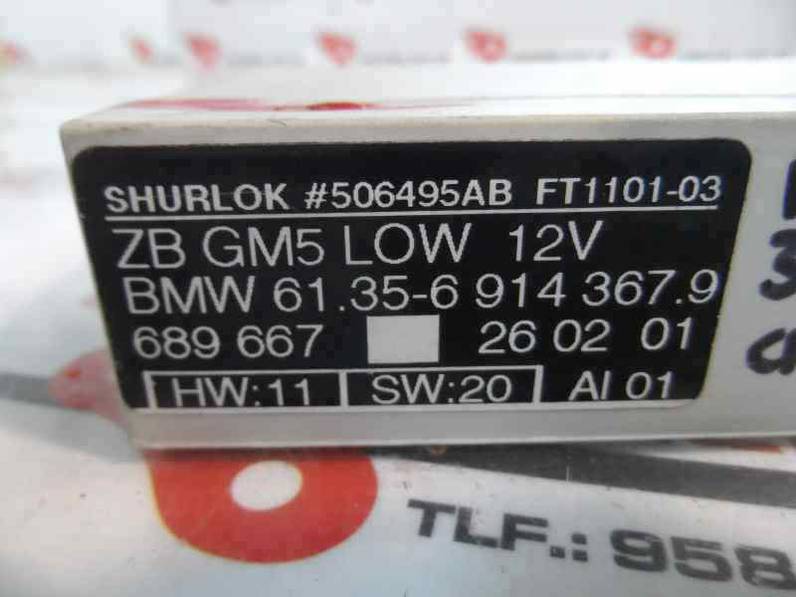 SHURLOK #506495AB FT1101-03
ZB GM5 LOW 12V
BMW 61.35-6 914 367.9
689 667 26 02 01
HW:11 SW:20 AI 01
3
TLF.: 958